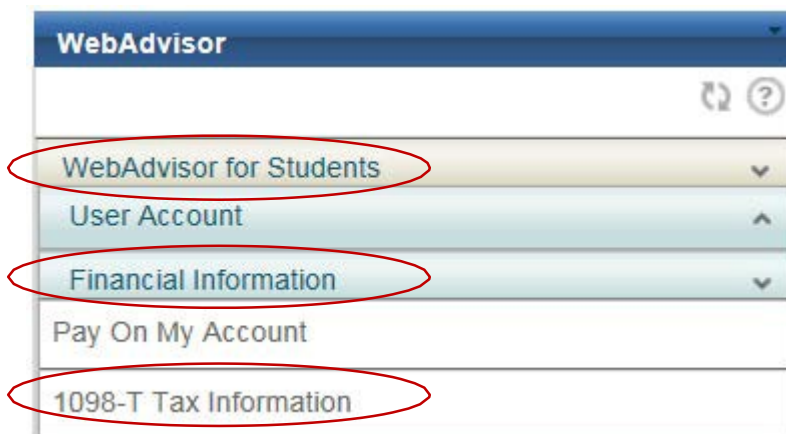 WebAdvisor
WebAdvisor for Students
User Account
Financial Information
Pay On My Account
1098-T Tax Information